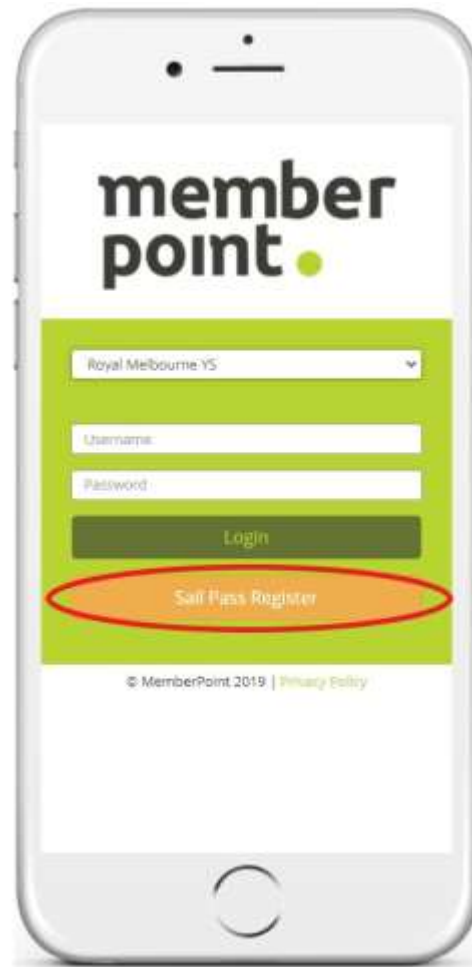 member
point
Royal Melbourne YS
Username
Password
Login
Sail Pass Register
© MemberPoint 2019 | Privacy Policy